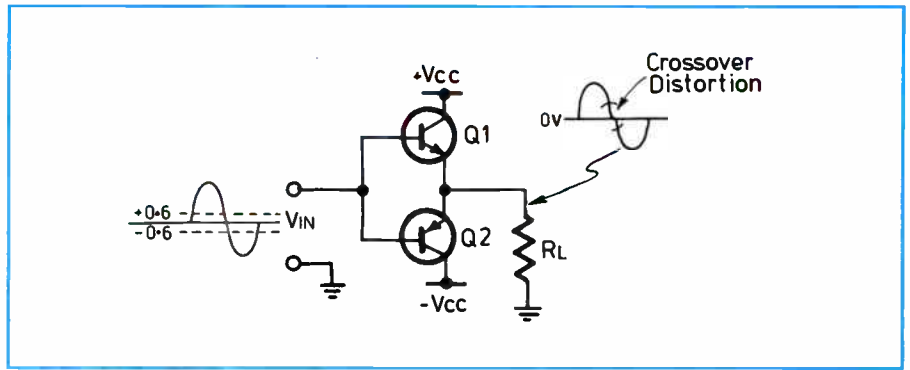 +Vcc
Crossover
Distortion
Q1
0V
+0·6
VIN
-0·6
Q2
RL
-Vcc